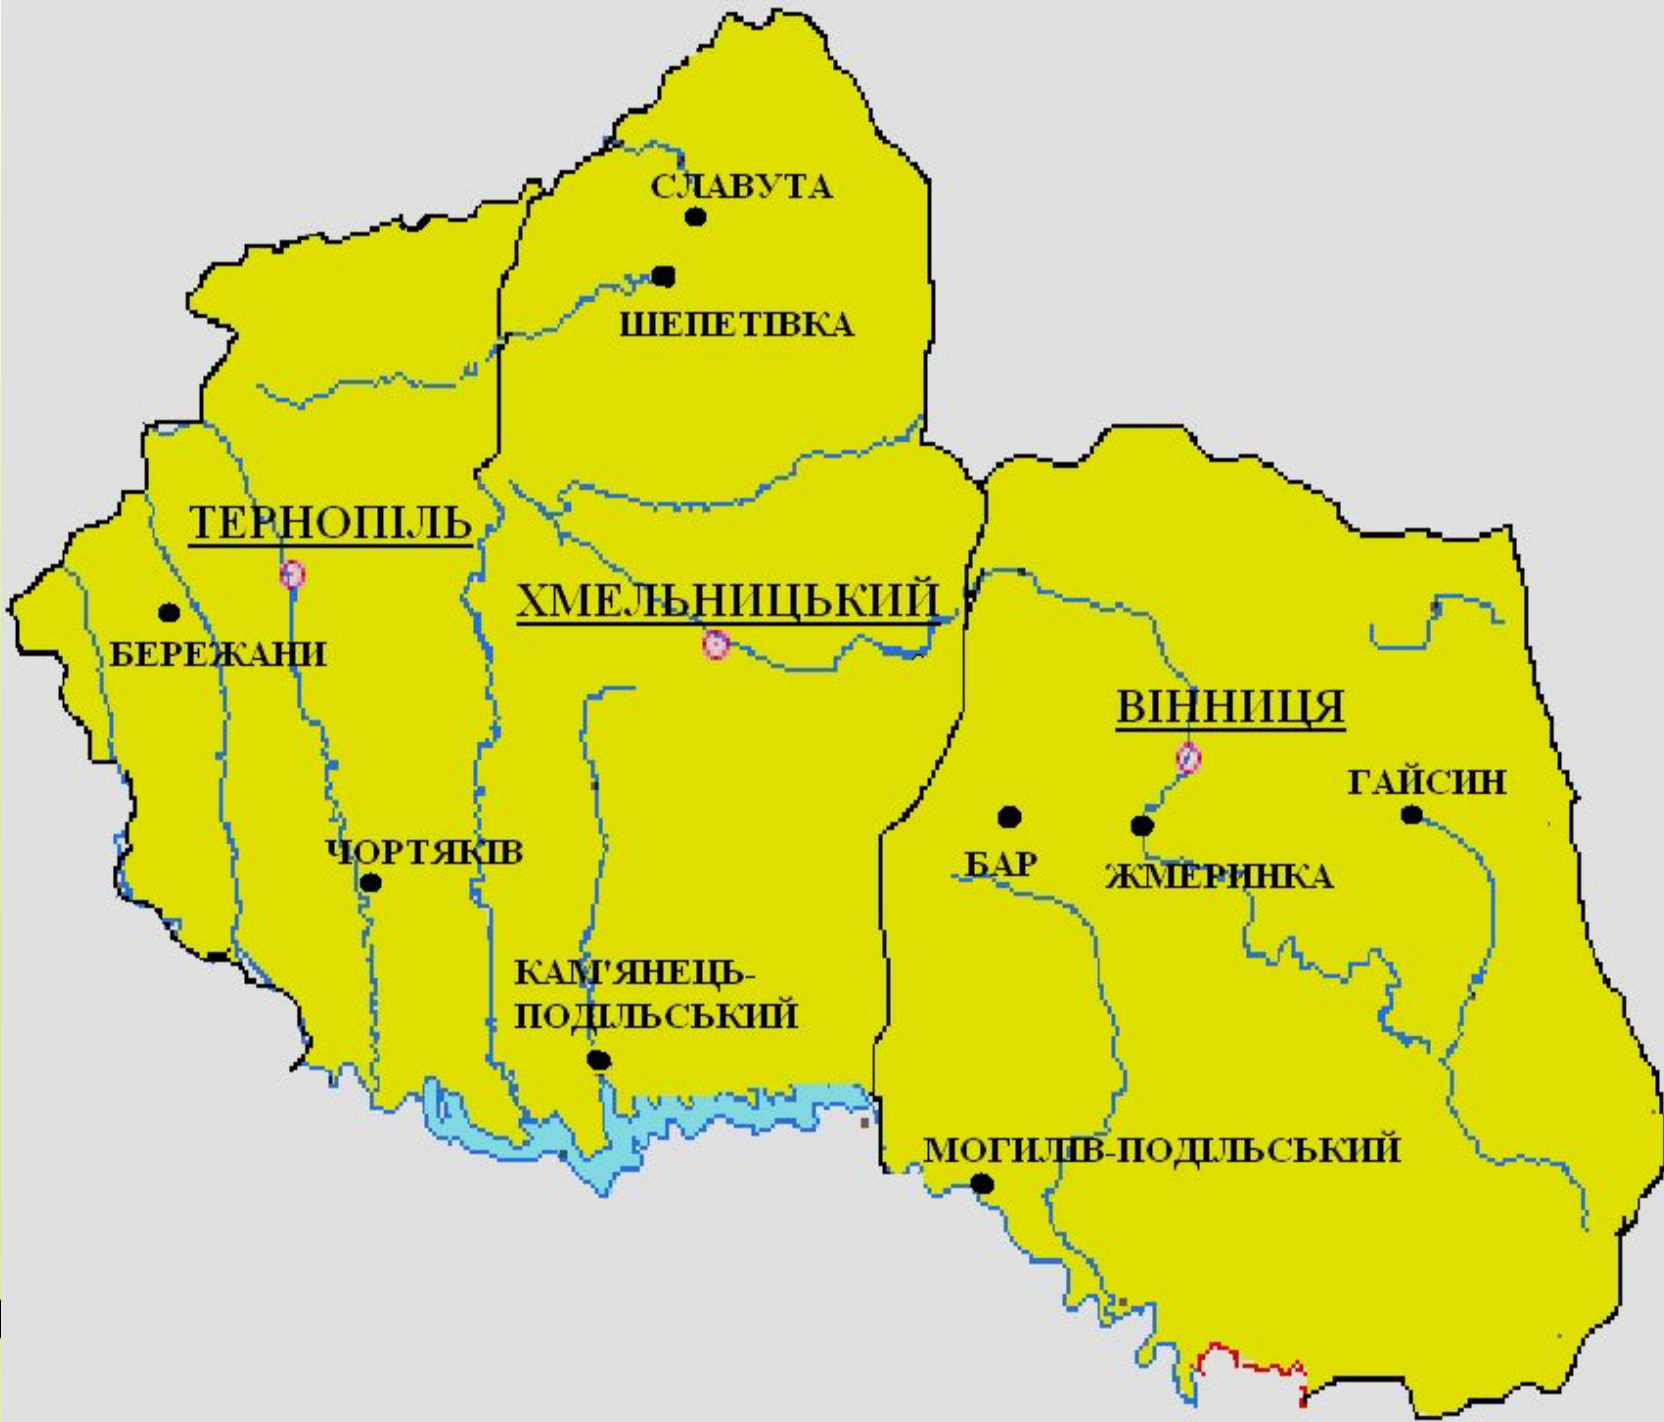 СЛАВУТА
ШЕПЕТІВКА
ТЕРНОПІЛЬ
ХМЕЛЬНИЦЬКИЙ
БЕРЕЖАНИ
ВІННИЦЯ
ГАЙСИН
ЧОРТЯКІВ
БАР
ЖМЕРИНКА
КАМ'ЯНЕЦЬ-
ПОДІЛЬСЬКИЙ
МОГИЛІВ-ПОДІЛЬСЬКИЙ